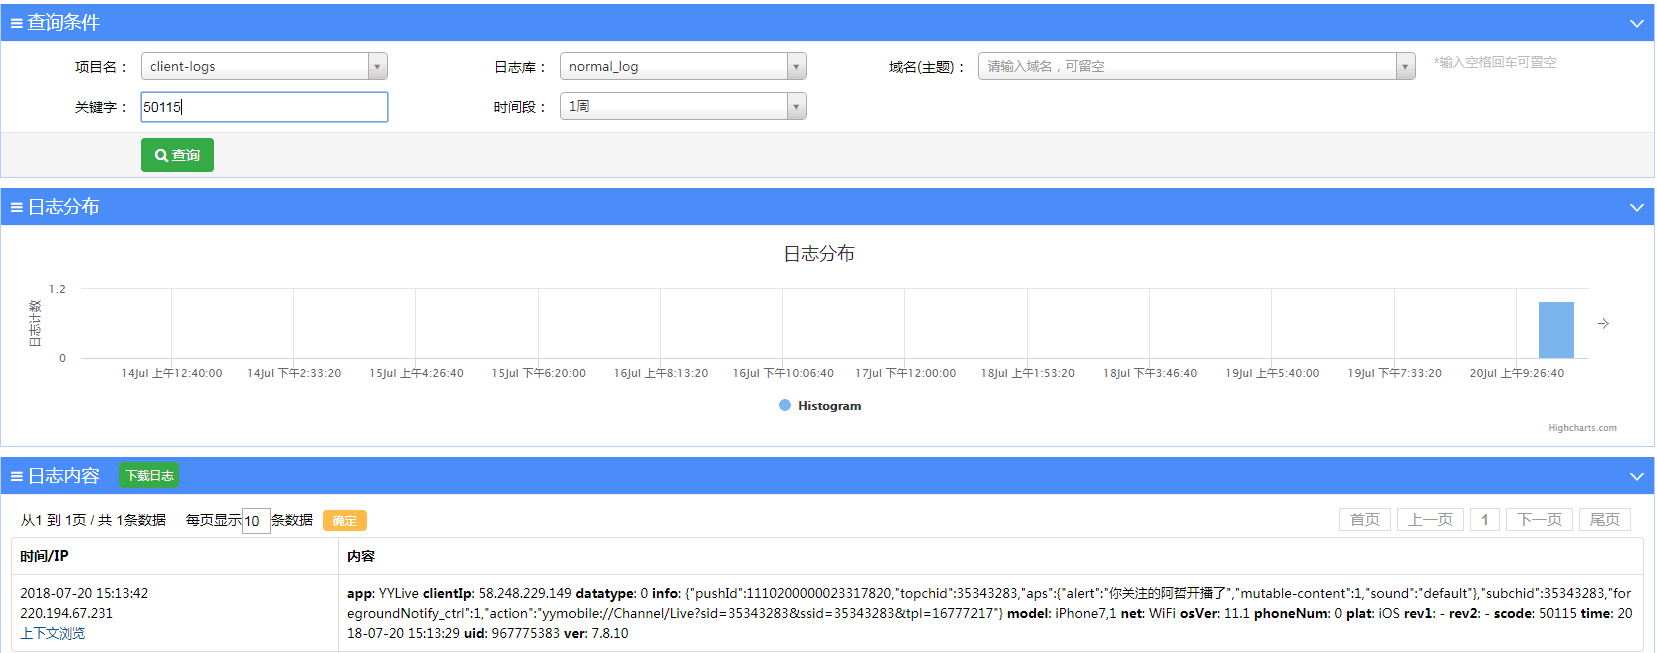 查询条件
项目名： client-logs 日志库： normal_log 域名(主题)： 请输入域名，可留空 *输入空格回车可置空
关键字： 50115 时间段： 1周
查询
日志分布
日志分布
1.2
日志计数
0
14Jul 上午12:40:00 14Jul 下午2:33:20 15Jul 上午4:26:40 15Jul 下午6:20:00 16Jul 上午8:13:20 16Jul 下午10:06:40 17Jul 下午12:00:00 18Jul 上午1:53:20 18Jul 下午3:46:40 19Jul 上午5:40:00 19Jul 下午7:33:20 20Jul 上午9:26:40
Histogram
Highcharts.com
日志内容 下载日志
从1 到 1页 / 共 1条数据 每页显示10条数据 确定 首页 上一页 1 下一页 尾页
时间/IP 内容
2018-07-20 15:13:42
220.194.67.231
上下文浏览
app: YYLive clientIp: 58.248.229.149 datatype: 0 info: {"pushId":1110200000023317820,"topchid":35343283,"aps":{"alert":"你关注的阿哲开播了","mutable-content":1,"sound":"default"},"subchid":35343283,"for
egroundNotify_ctrl":1,"action":"yymobile://Channel/Live?sid=35343283&ssid=35343283&tpl=16777217"} model: iPhone7,1 net: WiFi osVer: 11.1 phoneNum: 0 plat: iOS rev1: - rev2: - scode: 50115 time: 20
18-07-20 15:13:29 uid: 967775383 ver: 7.8.10